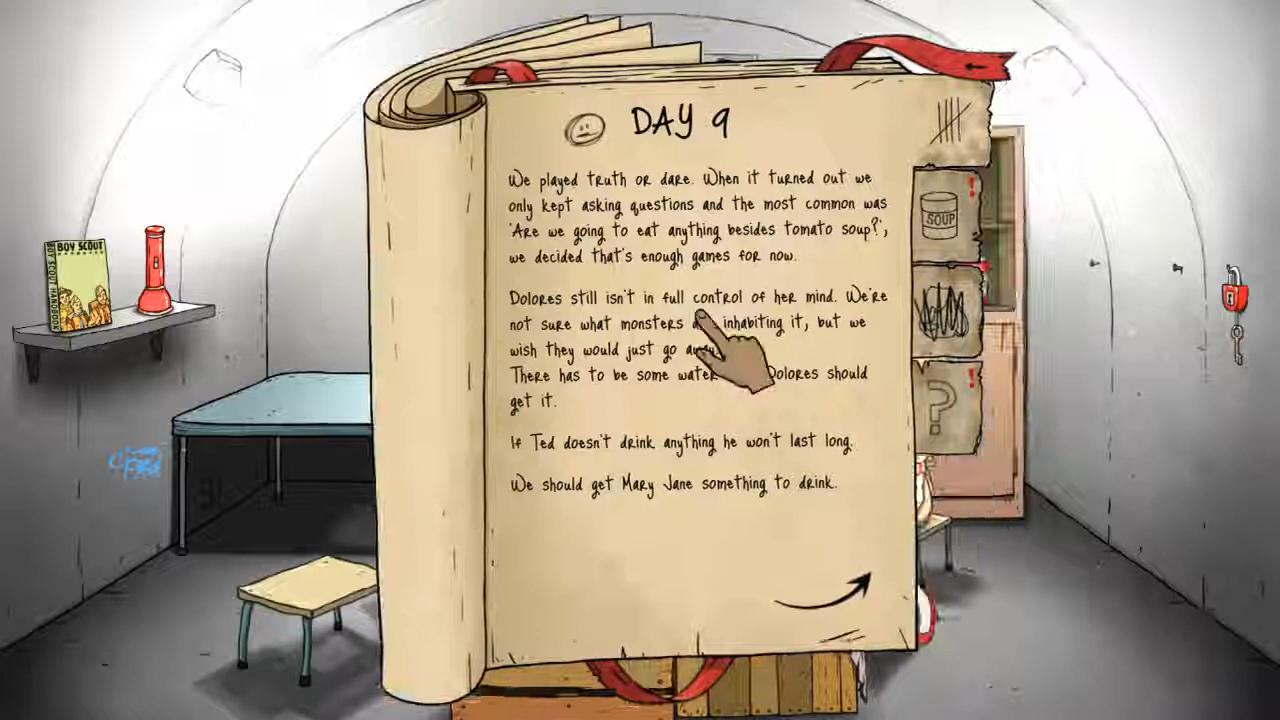 DAY 9
We played truth or dare. When it turned out we
only kept asking questions and the most common was
'Are we going to eat anything besides tomato soup?',
we decided that's enough games for now.
Dolores still isn't in full control of her mind. We're
not sure what monsters inhabiting it, but we
wish they would just go
There has to be some water Dolores should
get it.
If Ted doesn't drink anything he won't last long.
We should get Mary Jane something to drink.
SOUP
?
!
!
BOY SCOUT
BOY SCOUT HANDBOOK